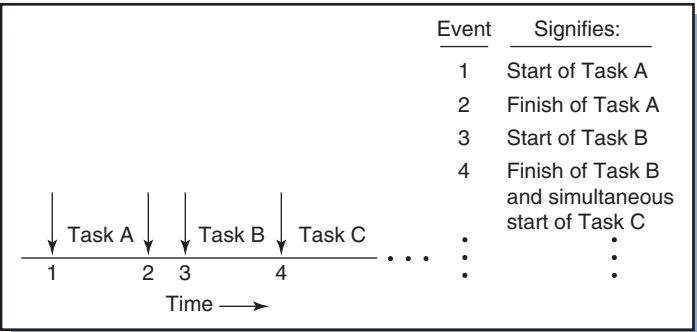 Event Signifies:
1 Start of Task A
2 Finish of Task A
3 Start of Task B
4 Finish of Task B
and simultaneous
start of Task C
Task A Task B Task C
1 2 3 4
Time